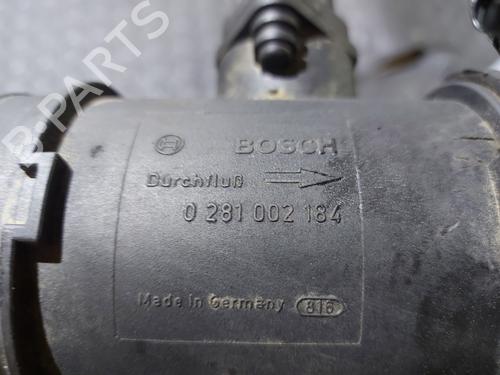 B-PARTS
BOSCH
Durchfluß
0 281 002 184
Made in Germany 816